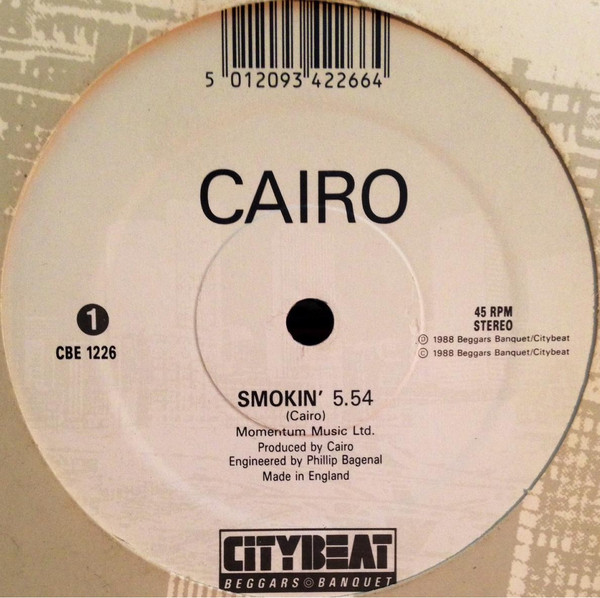 5 012093 422664
CAIRO
1
CBE 1226
45 RPM
STEREO
℗ 1988 Beggars Banquet/Citybeat
© 1988 Beggars Banquet/Citybeat
SMOKIN' 5.54
(Cairo)
Momentum Music Ltd.
Produced by Cairo
Engineered by Phillip Bagenal
Made in England
CITYBEAT
BEGGARS BANQUET